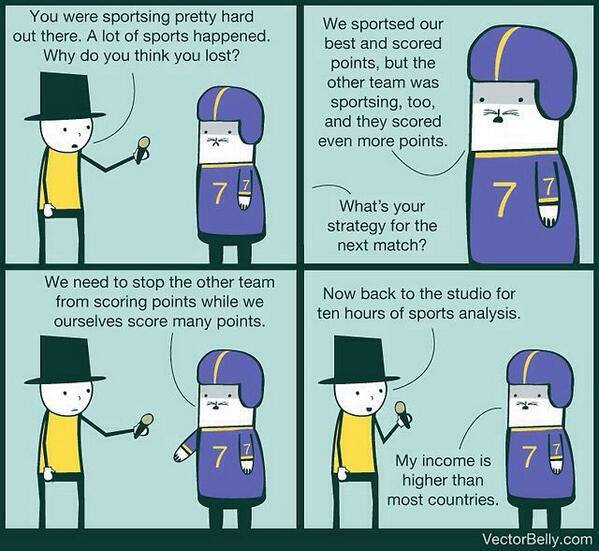 You were sportsing pretty hard
out there. A lot of sports happened.
Why do you think you lost?
7
7
We sportsed our
best and scored
points, but the
other team was
sportsing, too,
and they scored
even more points.
7
7
What's your
strategy for the
next match?
We need to stop the other team
from scoring points while we
ourselves score many points.
7
7
Now back to the studio for
ten hours of sports analysis.
My income is
higher than
most countries.
7
7
VectorBelly.com